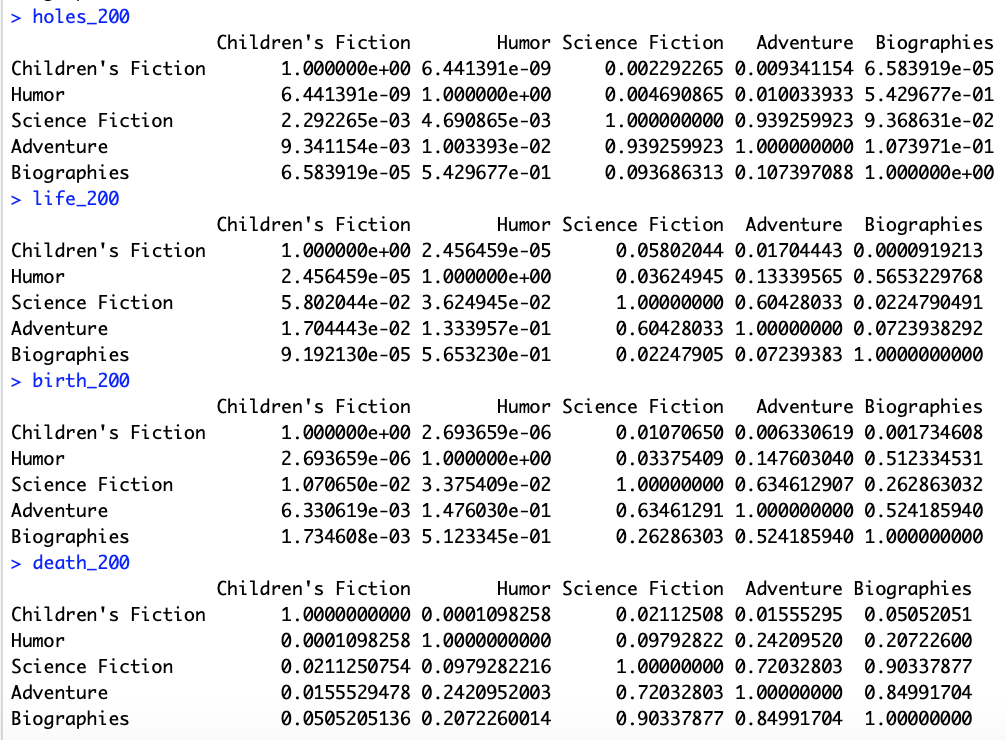 > holes_200
Children's Fiction Humor Science Fiction Adventure Biographies
Children's Fiction 1.000000e+00 6.441391e-09 0.002292265 0.009341154 6.583919e-05
Humor 6.441391e-09 1.000000e+00 0.004690865 0.010033933 5.429677e-01
Science Fiction 2.292265e-03 4.690865e-03 1.000000000 0.939259923 9.368631e-02
Adventure 9.341154e-03 1.003393e-02 0.939259923 1.000000000 1.073971e-01
Biographies 6.583919e-05 5.429677e-01 0.093686313 0.107397088 1.000000e+00
> life_200
Children's Fiction Humor Science Fiction Adventure Biographies
Children's Fiction 1.000000e+00 2.456459e-05 0.05802044 0.01704443 0.0000919213
Humor 2.456459e-05 1.000000e+00 0.03624945 0.13339565 0.5653229768
Science Fiction 5.802044e-02 3.624945e-02 1.00000000 0.60428033 0.0224790491
Adventure 1.704443e-02 1.333957e-01 0.60428033 1.00000000 0.0723938292
Biographies 9.192130e-05 5.653230e-01 0.02247905 0.07239383 1.0000000000
> birth_200
Children's Fiction Humor Science Fiction Adventure Biographies
Children's Fiction 1.000000e+00 2.693659e-06 0.01070650 0.006330619 0.001734608
Humor 2.693659e-06 1.000000e+00 0.03375409 0.147603040 0.512334531
Science Fiction 1.070650e-02 3.375409e-02 1.00000000 0.634612907 0.262863032
Adventure 6.330619e-03 1.476030e-01 0.63461291 1.000000000 0.524185940
Biographies 1.734608e-03 5.123345e-01 0.26286303 0.524185940 1.000000000
> death_200
Children's Fiction Humor Science Fiction Adventure Biographies
Children's Fiction 1.0000000000 0.0001098258 0.02112508 0.01555295 0.05052051
Humor 0.0001098258 1.0000000000 0.09792822 0.24209520 0.20722600
Science Fiction 0.0211250754 0.0979282216 1.00000000 0.72032803 0.90337877
Adventure 0.0155529478 0.2420952003 0.72032803 1.00000000 0.84991704
Biographies 0.0505205136 0.2072260014 0.90337877 0.84991704 1.00000000